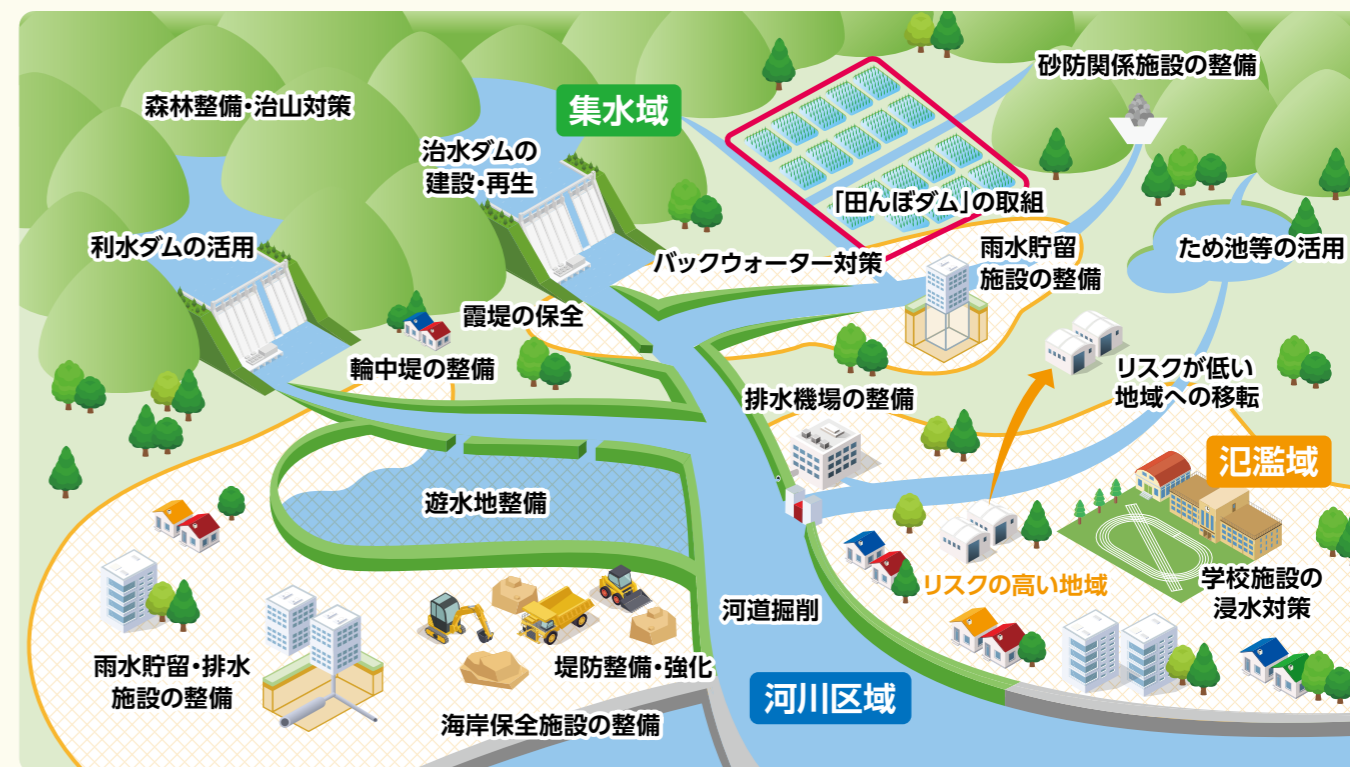 砂防関係施設の整備
森林整備・治山対策
集水域
治水ダムの
建設・再生
「田んぼダム」の取組
利水ダムの活用
バックウォーター対策
雨水貯留
施設の整備
ため池等の活用
霞堤の保全
輪中堤の整備
リスクが低い
地域への移転
排水機場の整備
氾濫域
遊水地整備
リスクの高い地域
学校施設の
浸水対策
河道掘削
雨水貯留・排水
施設の整備
堤防整備・強化
河川区域
海岸保全施設の整備